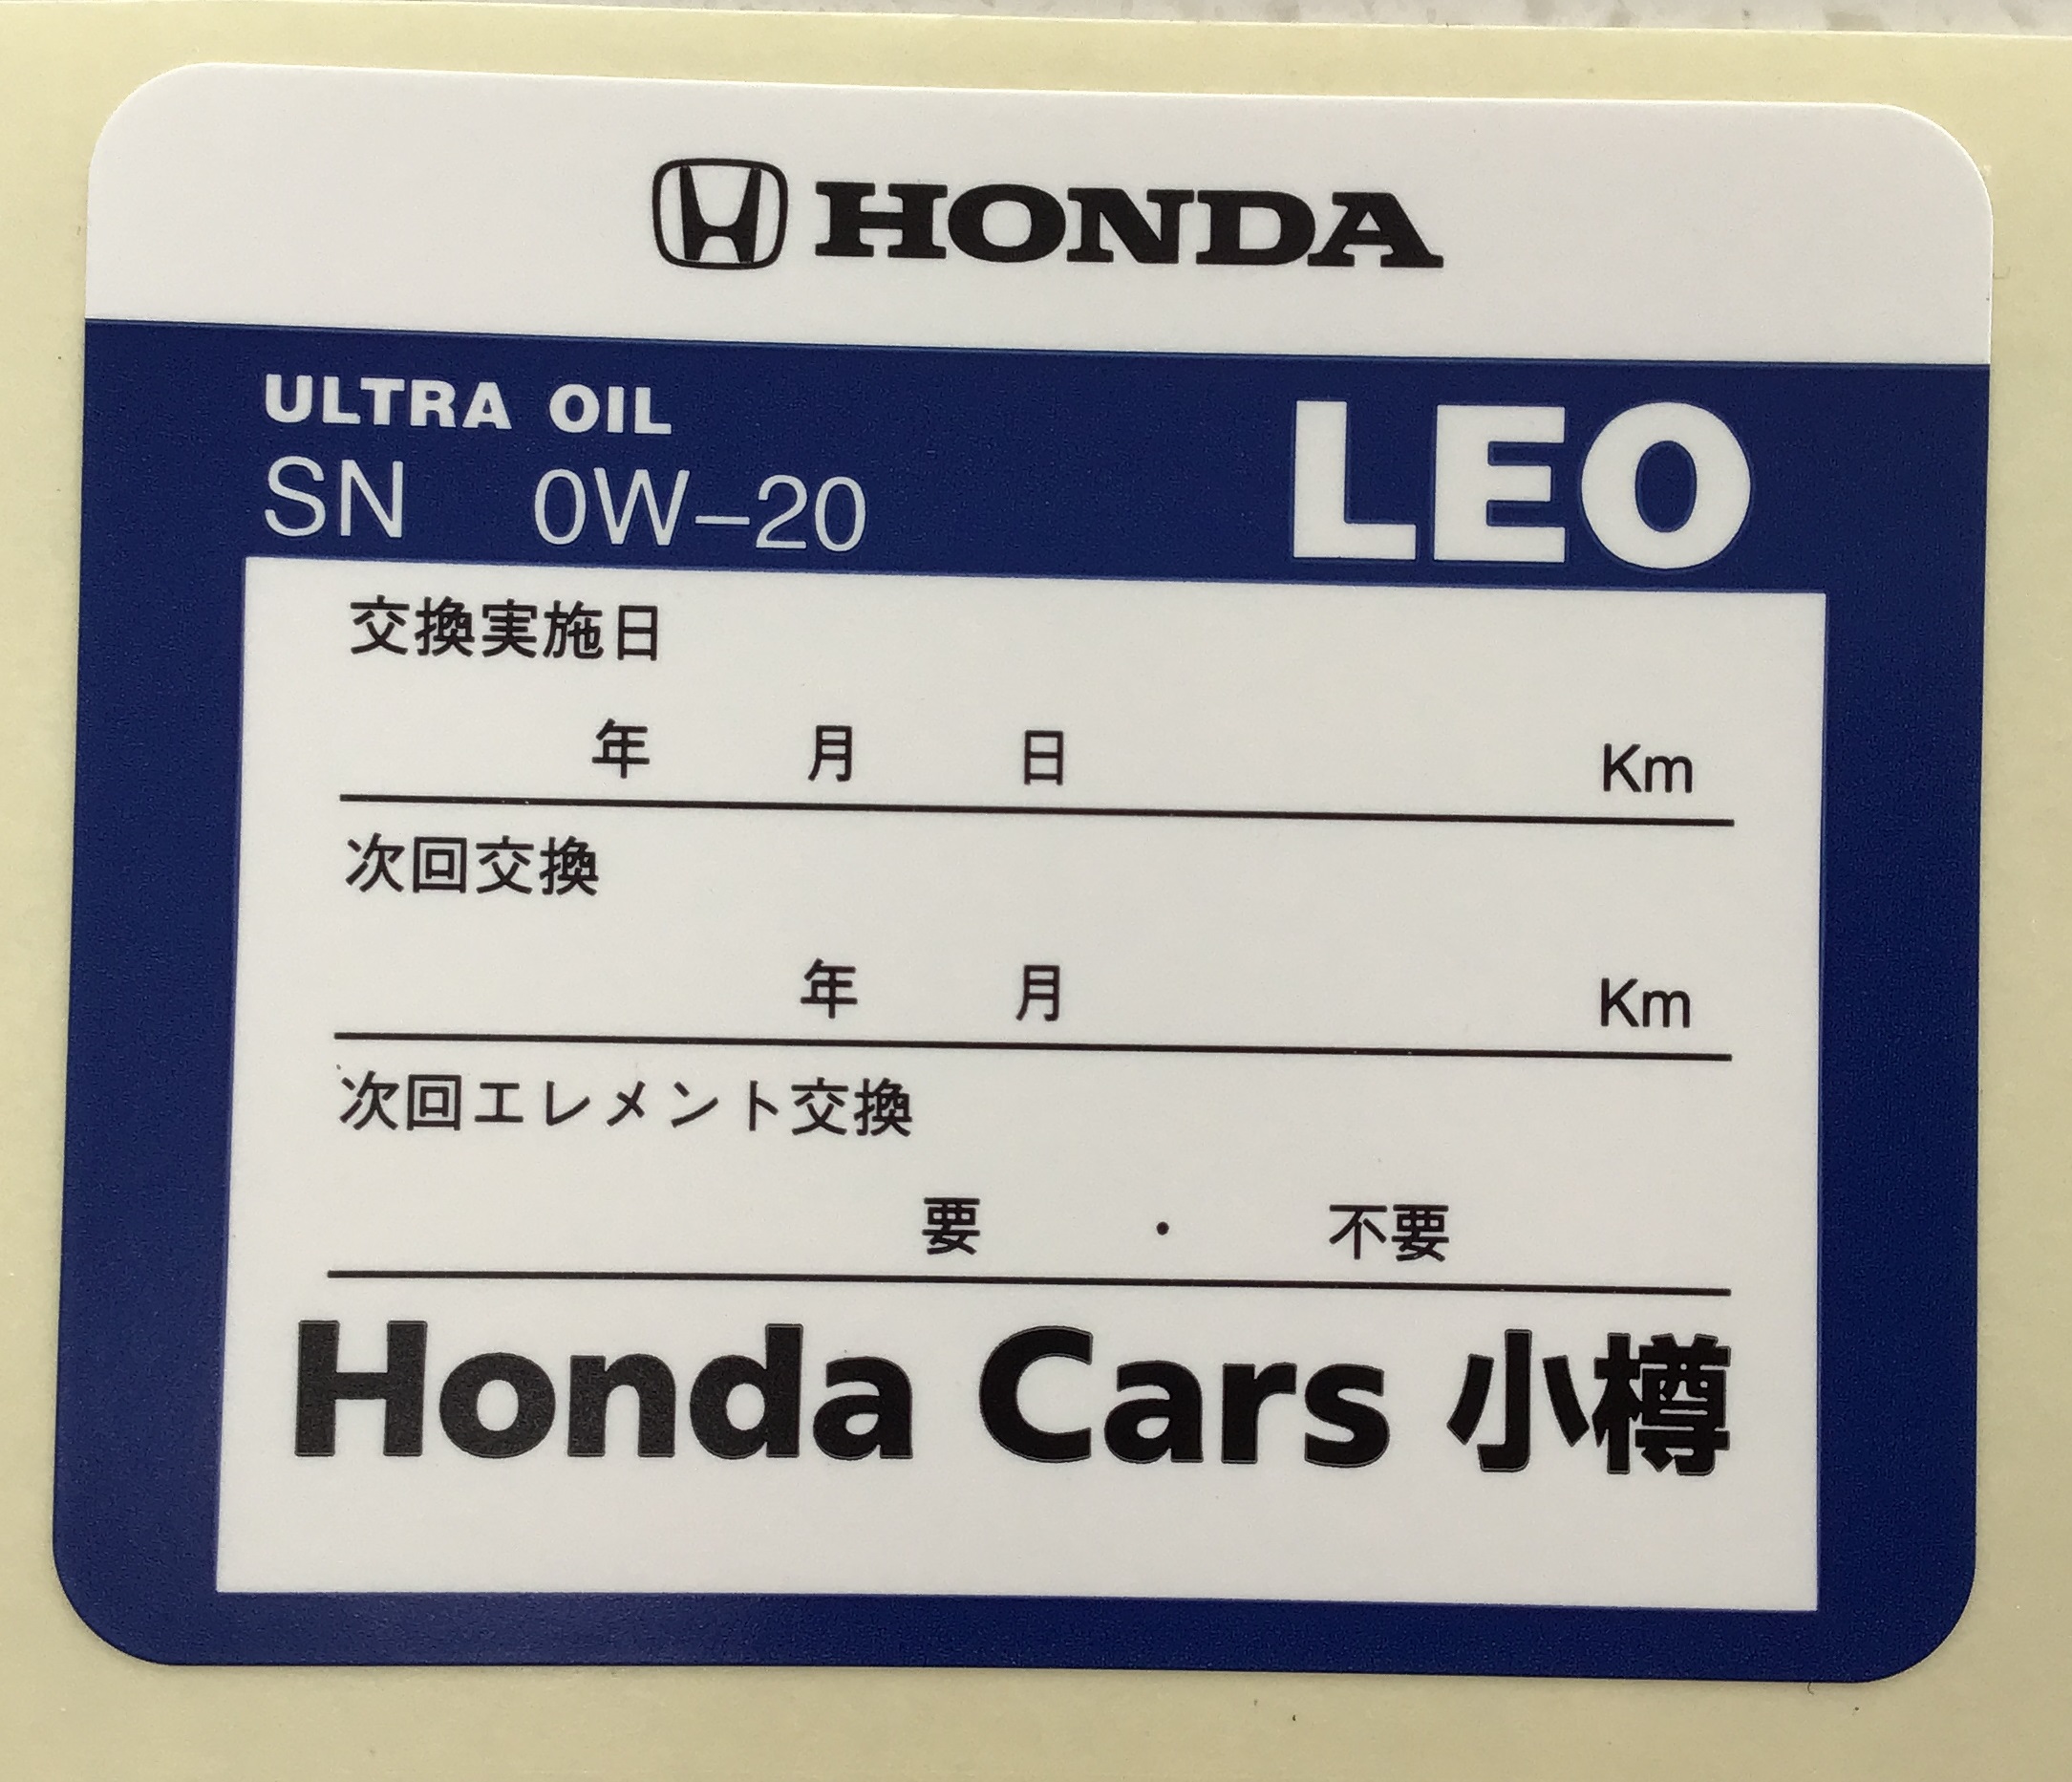 HONDA
ULTRA OIL
SN 0W-20 LEO
交換実施日
年 月 日 Km
次回交換
年 月 Km
次回エレメント交換
要 ・ 不要
Honda Cars 小樽